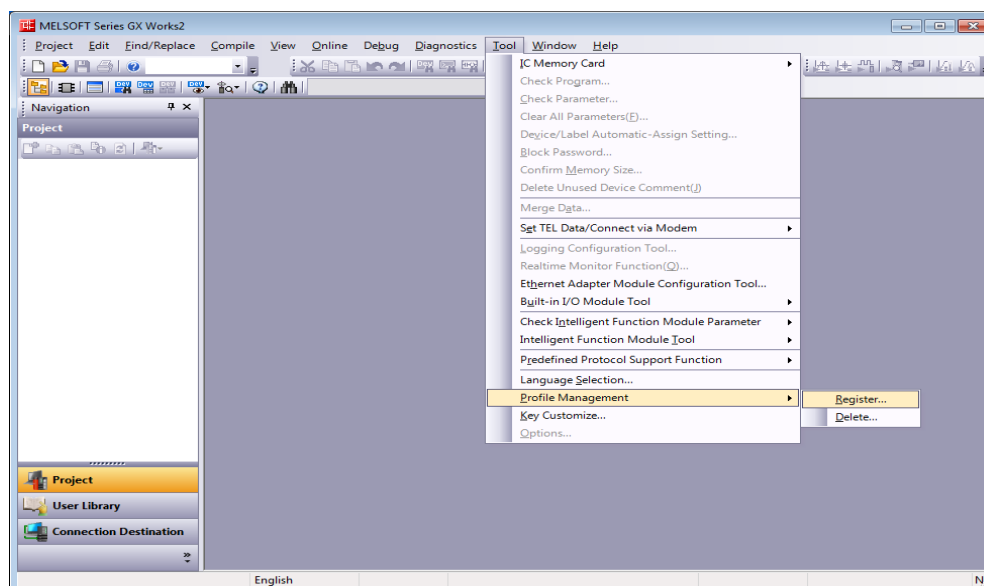 MELSOFT Series GX Works2
Project Edit Find/Replace Compile View Online Debug Diagnostics Tool Window Help
Navigation
Project
IC Memory Card
Check Program...
Check Parameter...
Clear All Parameters(F)...
Device/Label Automatic-Assign Setting...
Block Password...
Confirm Memory Size...
Delete Unused Device Comment(J)
Merge Data...
Set TEL Data/Connect via Modem
Logging Configuration Tool...
Realtime Monitor Function(Q)...
Ethernet Adapter Module Configuration Tool...
Built-in I/O Module Tool
Check Intelligent Function Module Parameter
Intelligent Function Module Tool
Predefined Protocol Support Function
Language Selection...
Profile Management
Key Customize...
Options...
Register...
Delete...
Project
User Library
Connection Destination
English